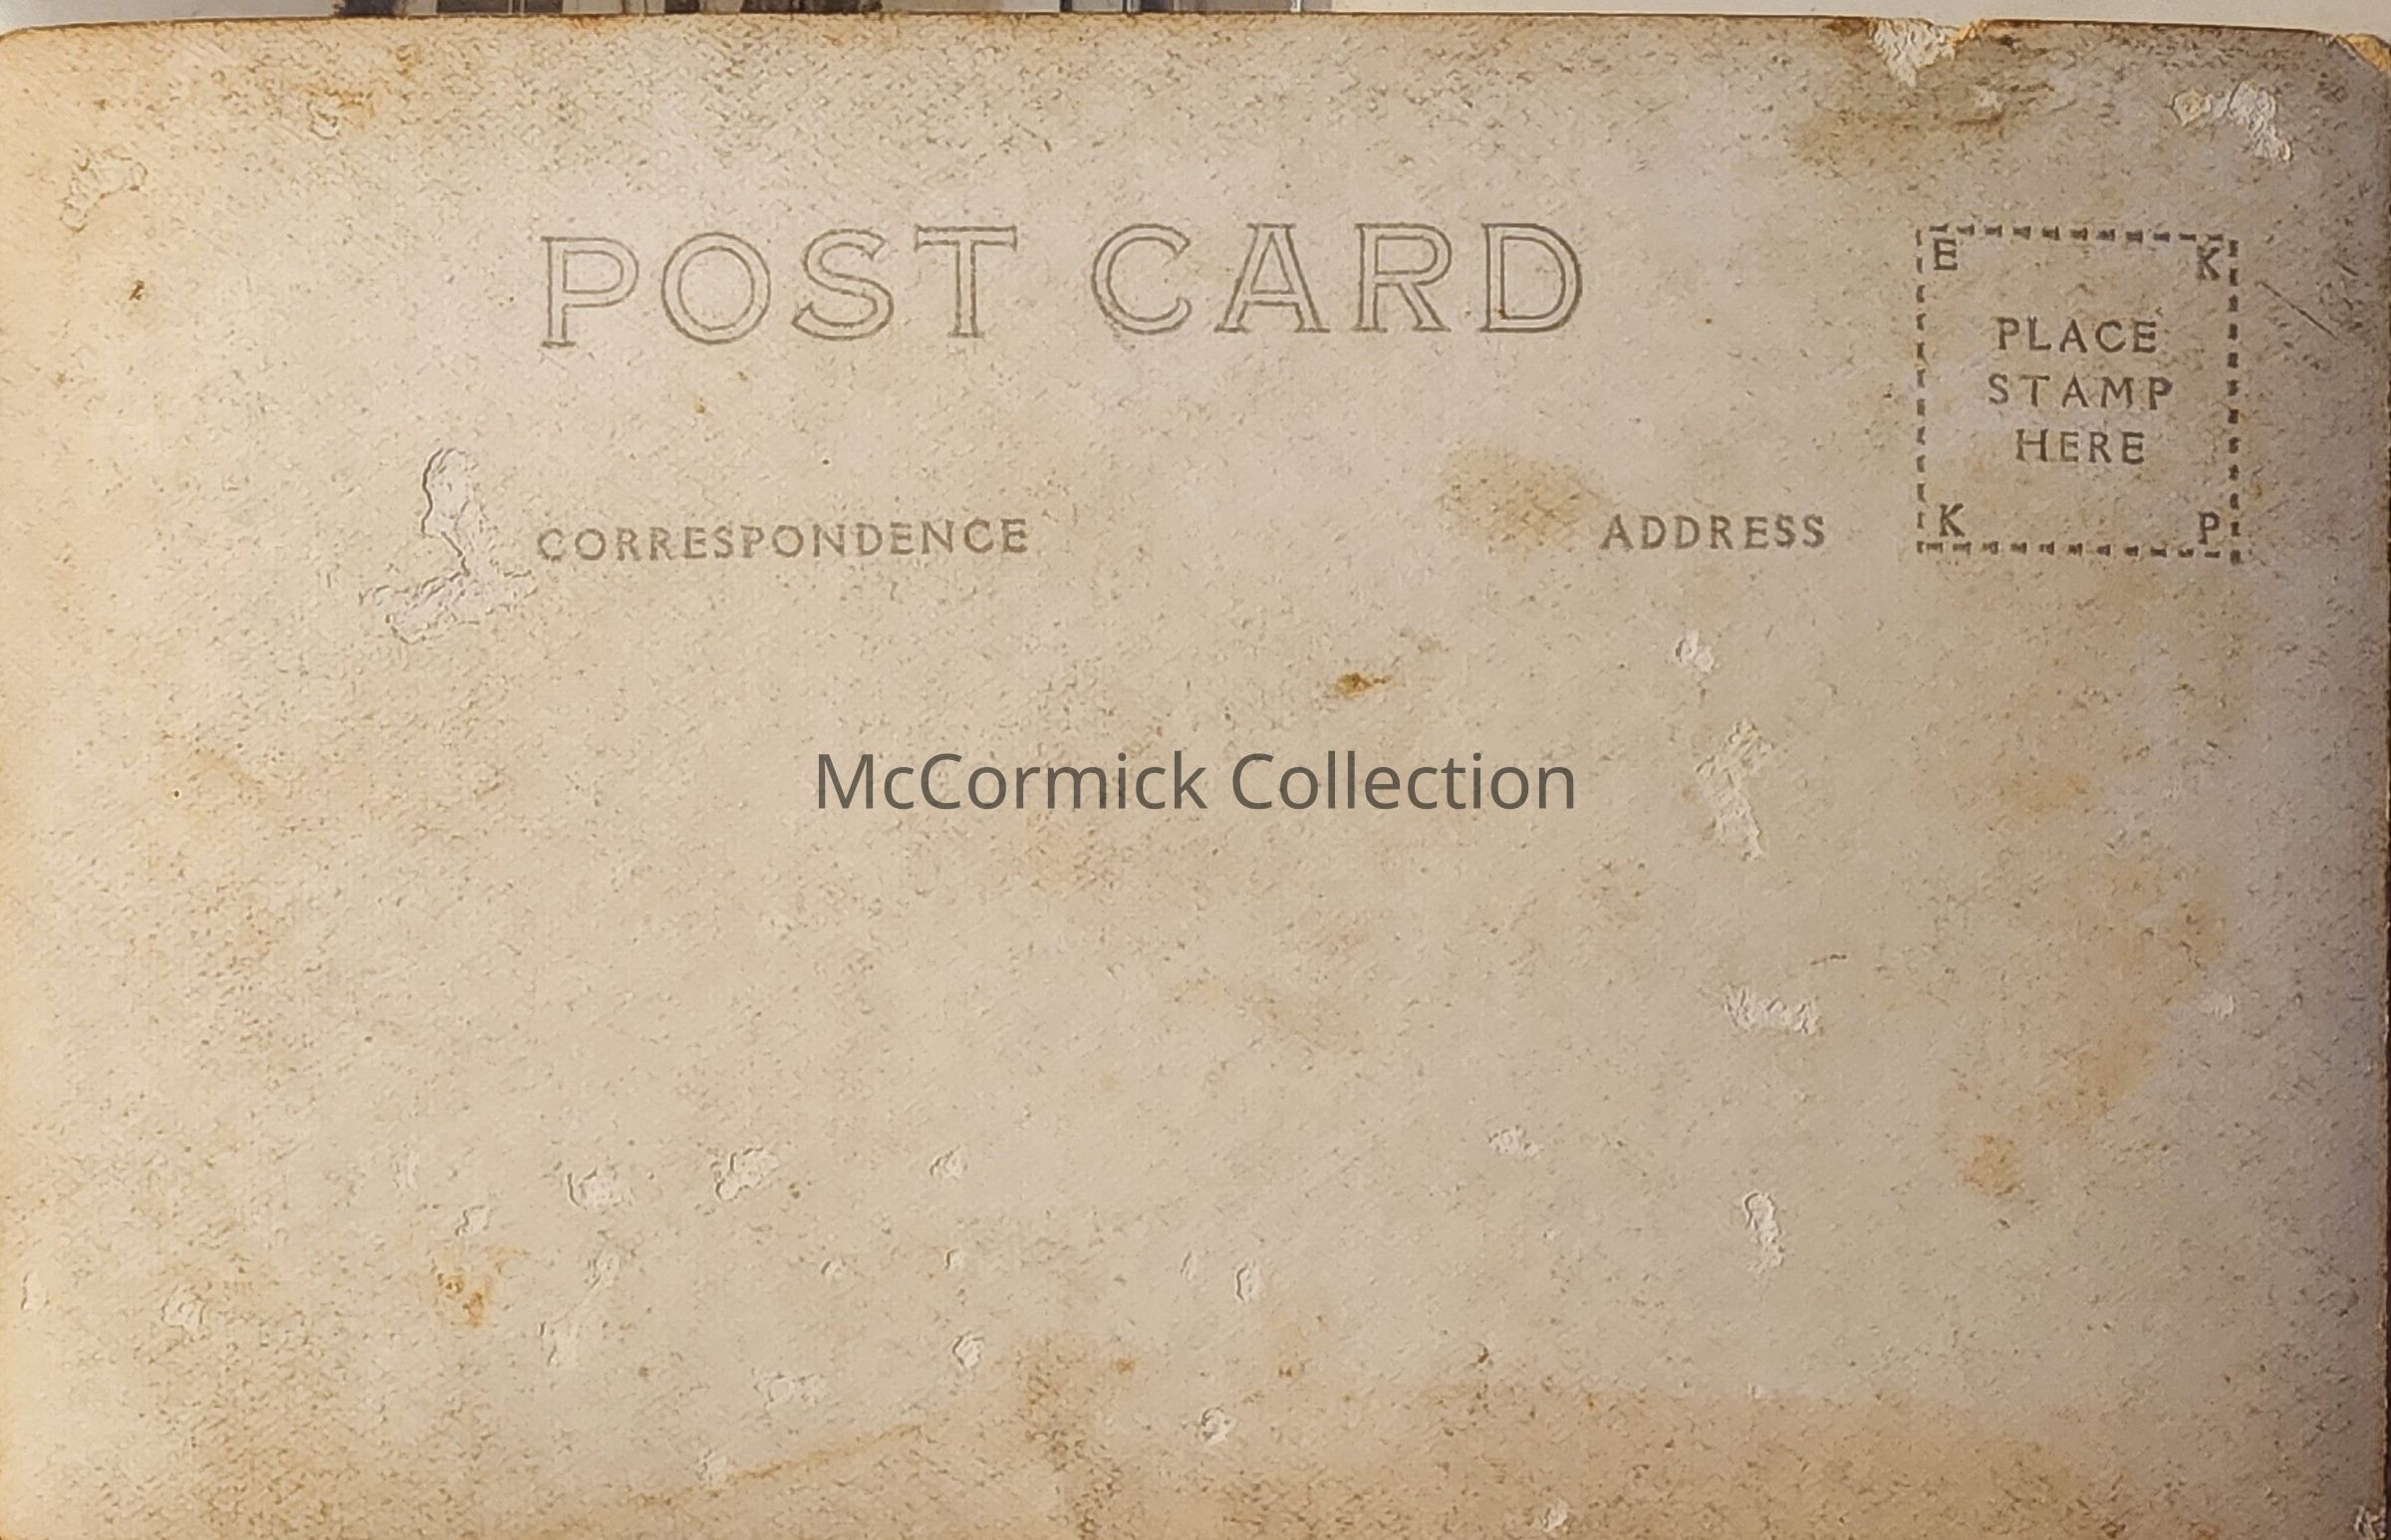 POST CARD
E K
PLACE
STAMP
HERE
K P
CORRESPONDENCE
ADDRESS
McCormick Collection